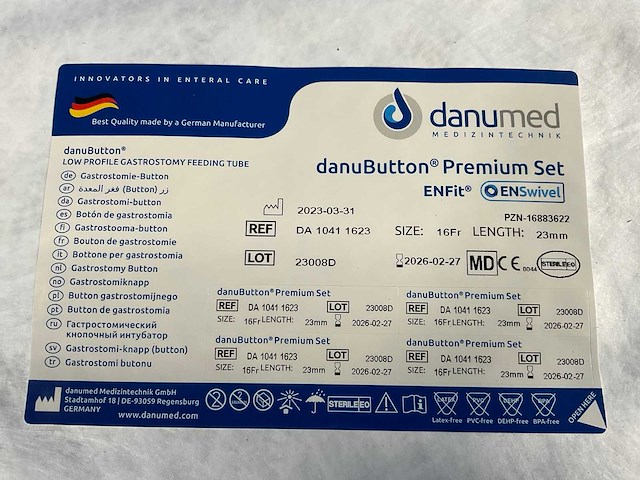 INNOVATORS IN ENTERAL CARE
Best Quality made by a German Manufacturer
danumed
MEDIZINTECHNIK
danuButton®
LOW PROFILE GASTROSTOMY FEEDING TUBE
de Gastrostomie-Button
ar زر (Button) فغر المعدة
da Gastrostomi-button
es Botón de gastrostomia
fi Gastrostooma-button
fr Bouton de gastrostomie
it Bottone per gastrostomia
nl Gastrostomy Button
no Gastrostomiknapp
pl Button gastrostomijnego
pt Button de gastrostomia
ru Гастростомический
кнопочный интубатор
sv Gastrostomi-knapp (button)
tr Gastrostomi butonu
danuButton® Premium Set
ENFit® ENSwivel
PZN-16883622
2023-03-31
REF DA 1041 1623 SIZE: 16Fr LENGTH: 23mm
LOT 23008D 2026-02-27 MD CE 0044 STERILE EO
danuButton® Premium Set
REF DA 1041 1623 LOT 23008D
SIZE: 16Fr LENGTH: 23mm 2026-02-27
danuButton® Premium Set
REF DA 1041 1623 LOT 23008D
SIZE: 16Fr LENGTH: 23mm 2026-02-27
danuButton® Premium Set
REF DA 1041 1623 LOT 23008D
SIZE: 16Fr LENGTH: 23mm 2026-02-27
danuButton® Premium Set
REF DA 1041 1623 LOT 23008D
SIZE: 16Fr LENGTH: 23mm 2026-02-27
danumed Medizintechnik GmbH
Stadtamhof 18 | DE-93059 Regensburg
GERMANY
www.danumed.com
2
STERILE EO
LATEX PVC DEHP BPA
Latex-free PVC-free DEHP-free BPA-free
OPEN HERE